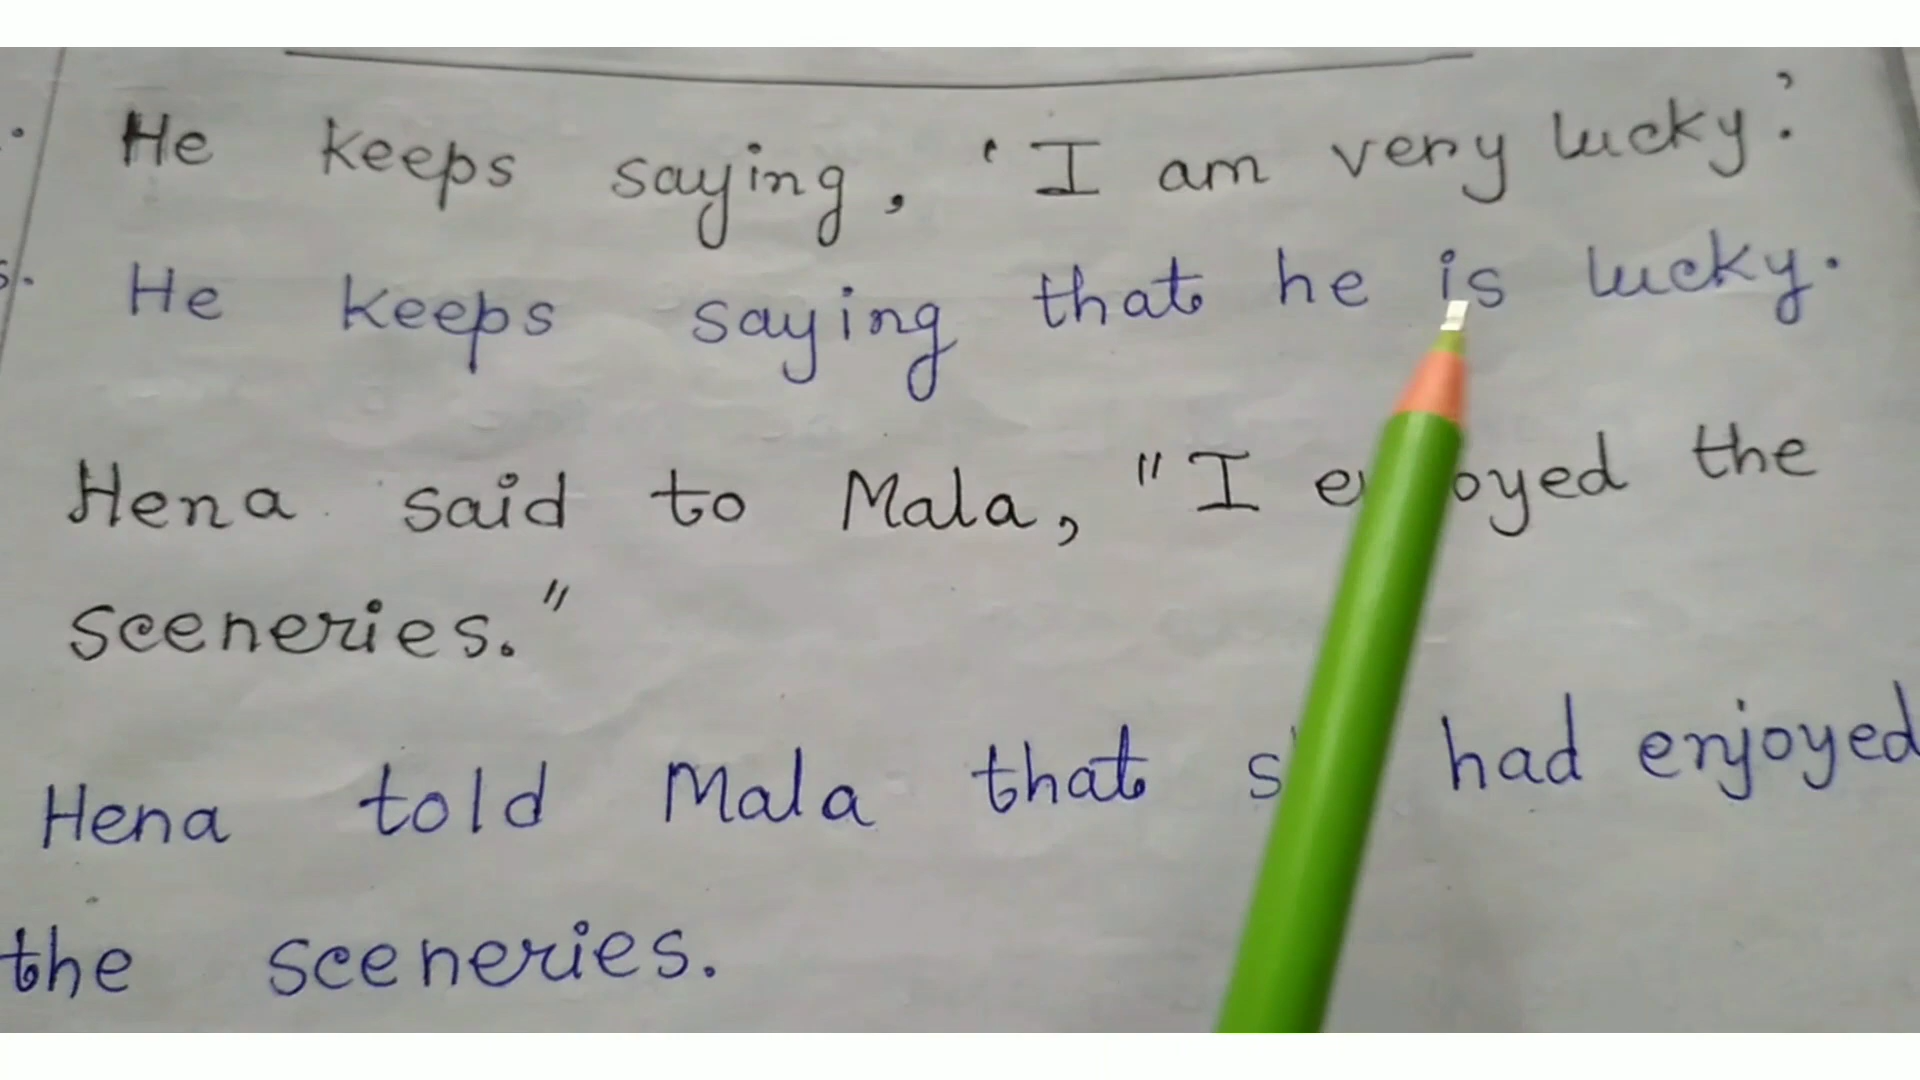 He keeps saying, 'I am very lucky.'
s. He keeps saying that he is lucky.
Hena said to Mala, "I enjoyed the
sceneries."
Hena told Mala that had enjoyed
the sceneries.